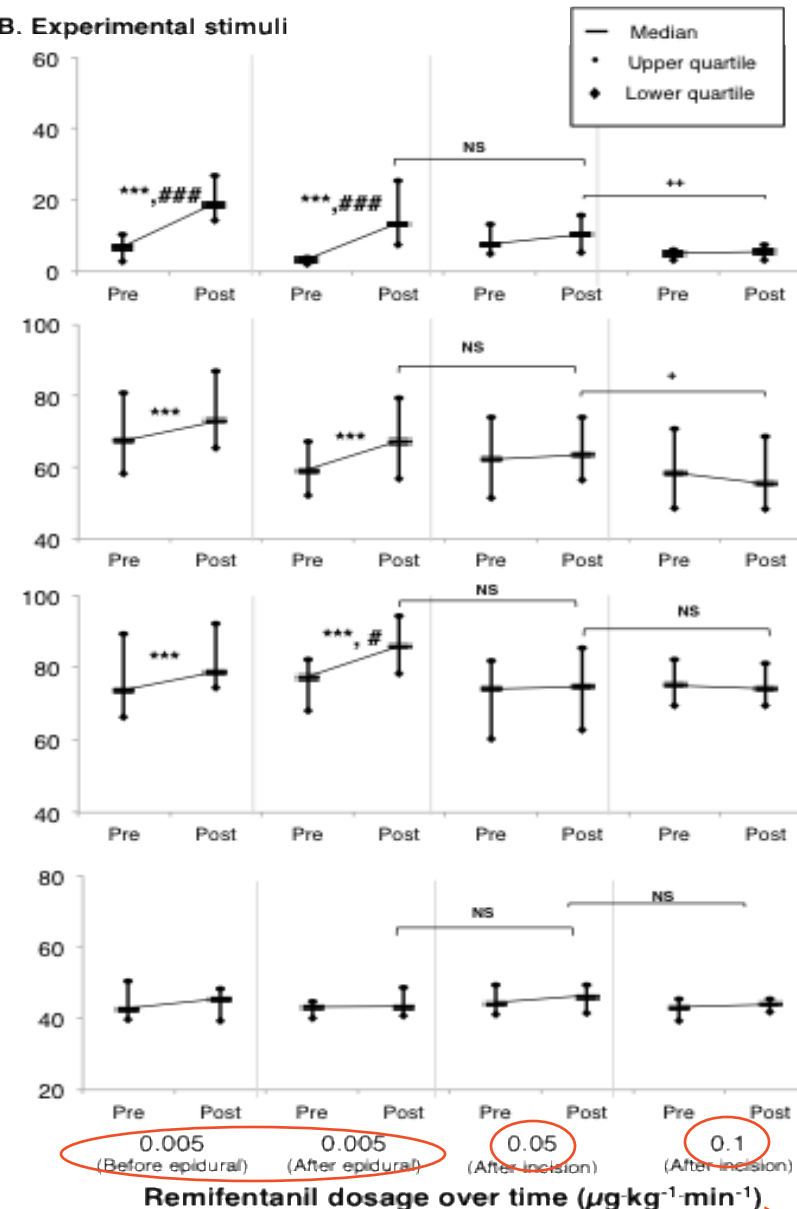 B. Experimental stimuli
Median
Upper quartile
Lower quartile
60
40
20
0
***,###
***,###
NS
++
Pre Post Pre Post Pre Post Pre Post
100
80
60
40
***
***
NS
+
Pre Post Pre Post Pre Post Pre Post
100
80
60
40
***
***, #
NS
NS
Pre Post Pre Post Pre Post Pre Post
80
60
40
20
NS
NS
Pre Post Pre Post Pre Post Pre Post
0.005 0.005 0.05 0.1
(Before epidural) (After epidural) (After incision) (After incision)
Remifentanil dosage over time (µg·kg⁻¹·min⁻¹)